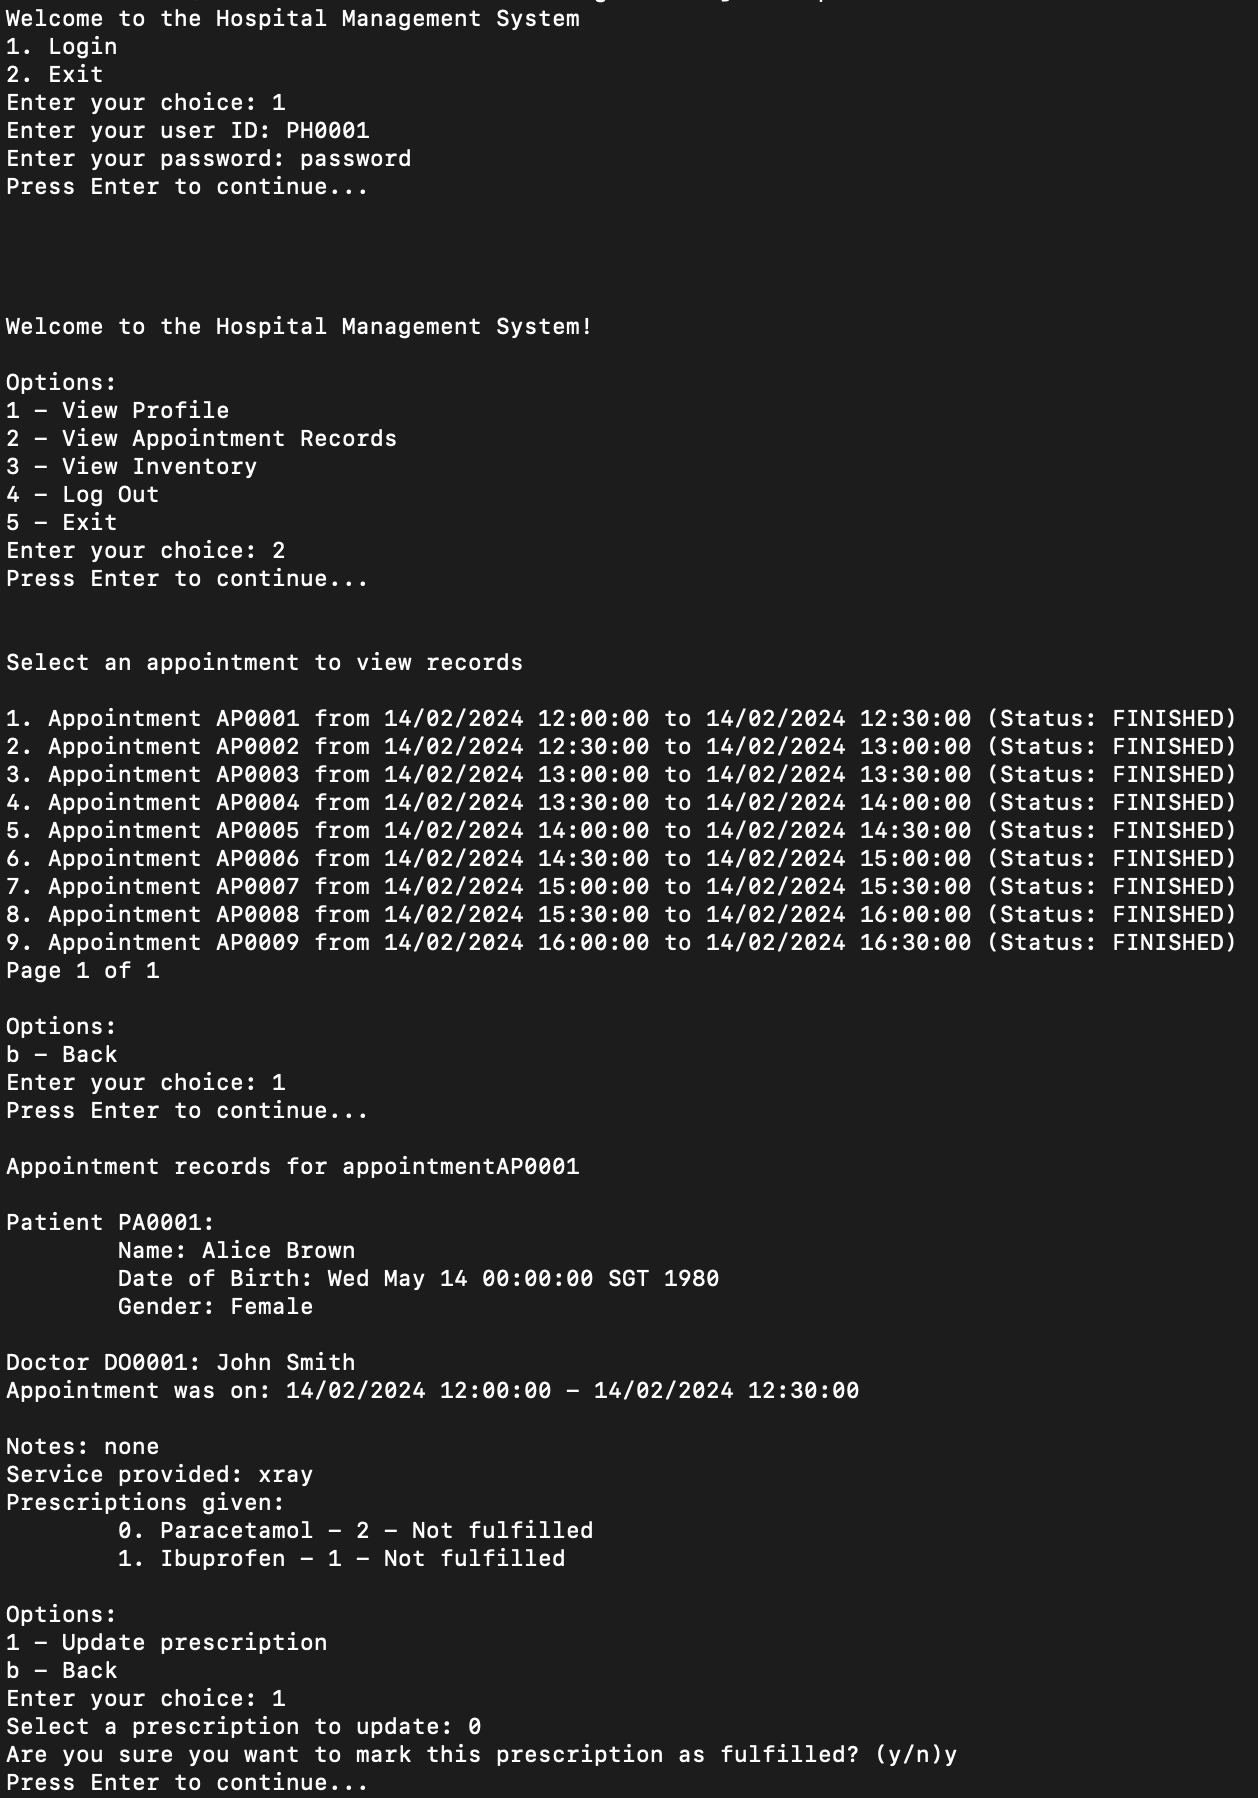 Welcome to the Hospital Management System
1. Login
2. Exit
Enter your choice: 1
Enter your user ID: PH0001
Enter your password: password
Press Enter to continue...
Welcome to the Hospital Management System!
Options:
1 – View Profile
2 – View Appointment Records
3 – View Inventory
4 – Log Out
5 – Exit
Enter your choice: 2
Press Enter to continue...
Select an appointment to view records
1. Appointment AP0001 from 14/02/2024 12:00:00 to 14/02/2024 12:30:00 (Status: FINISHED)
2. Appointment AP0002 from 14/02/2024 12:30:00 to 14/02/2024 13:00:00 (Status: FINISHED)
3. Appointment AP0003 from 14/02/2024 13:00:00 to 14/02/2024 13:30:00 (Status: FINISHED)
4. Appointment AP0004 from 14/02/2024 13:30:00 to 14/02/2024 14:00:00 (Status: FINISHED)
5. Appointment AP0005 from 14/02/2024 14:00:00 to 14/02/2024 14:30:00 (Status: FINISHED)
6. Appointment AP0006 from 14/02/2024 14:30:00 to 14/02/2024 15:00:00 (Status: FINISHED)
7. Appointment AP0007 from 14/02/2024 15:00:00 to 14/02/2024 15:30:00 (Status: FINISHED)
8. Appointment AP0008 from 14/02/2024 15:30:00 to 14/02/2024 16:00:00 (Status: FINISHED)
9. Appointment AP0009 from 14/02/2024 16:00:00 to 14/02/2024 16:30:00 (Status: FINISHED)
Page 1 of 1
Options:
b – Back
Enter your choice: 1
Press Enter to continue...
Appointment records for appointmentAP0001
Patient PA0001:
Name: Alice Brown
Date of Birth: Wed May 14 00:00:00 SGT 1980
Gender: Female
Doctor DO0001: John Smith
Appointment was on: 14/02/2024 12:00:00 – 14/02/2024 12:30:00
Notes: none
Service provided: xray
Prescriptions given:
0. Paracetamol – 2 – Not fulfilled
1. Ibuprofen – 1 – Not fulfilled
Options:
1 – Update prescription
b – Back
Enter your choice: 1
Select a prescription to update: 0
Are you sure you want to mark this prescription as fulfilled? (y/n)y
Press Enter to continue...